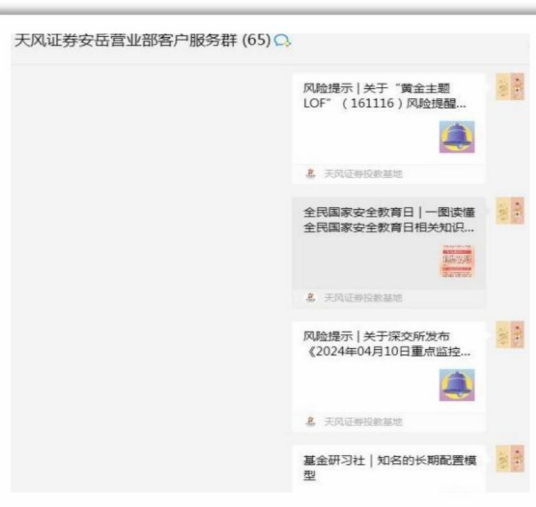 天风证券安岳营业部客户服务群 (65)
风险提示 | 关于“黄金主题
LOF”（161116）风险提醒...
天风证券投教基地
全民国家安全教育日 | 一图读懂
全民国家安全教育日相关知识...
天风证券投教基地
风险提示 | 关于深交所发布
《2024年04月10日重点监控...
天风证券投教基地
基金研习社 | 知名的长期配置模
型